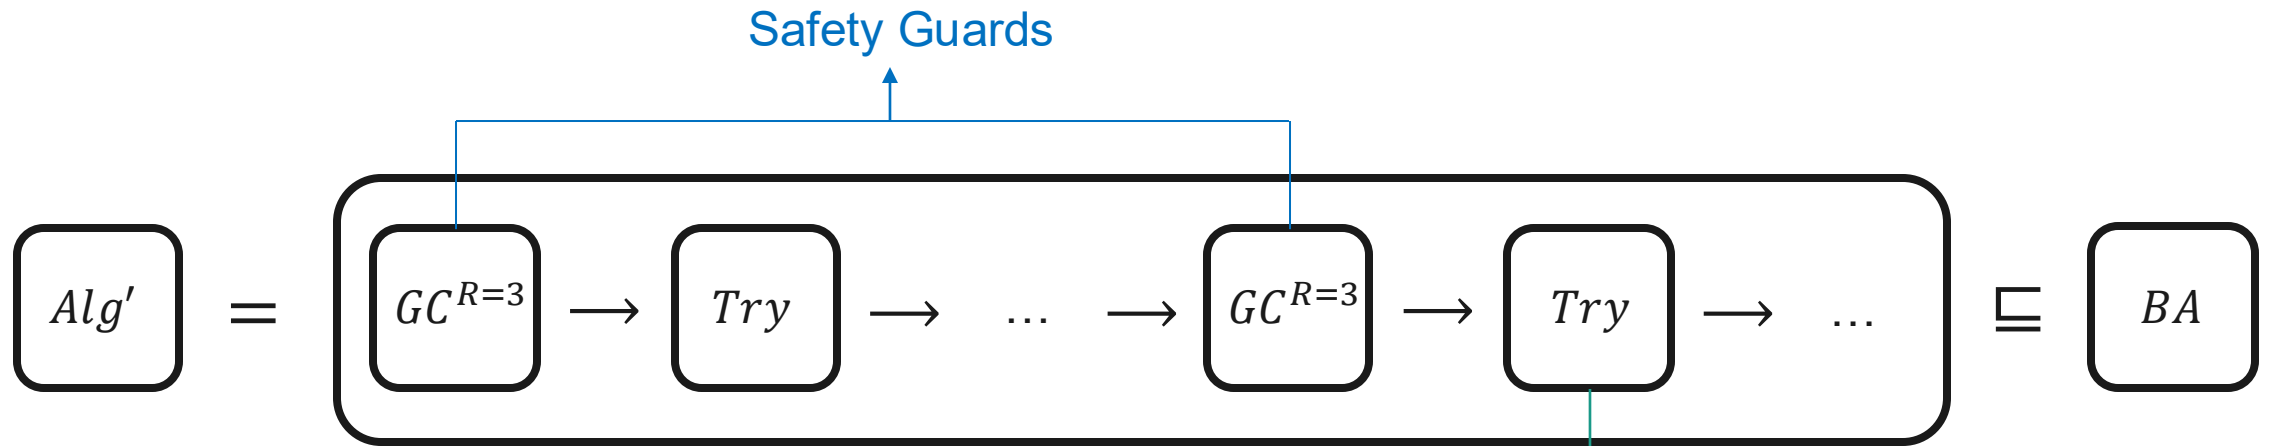 Safety Guards
Alg′ = GC^{R=3} → Try → … → GC^{R=3} → Try → … ⊑ BA